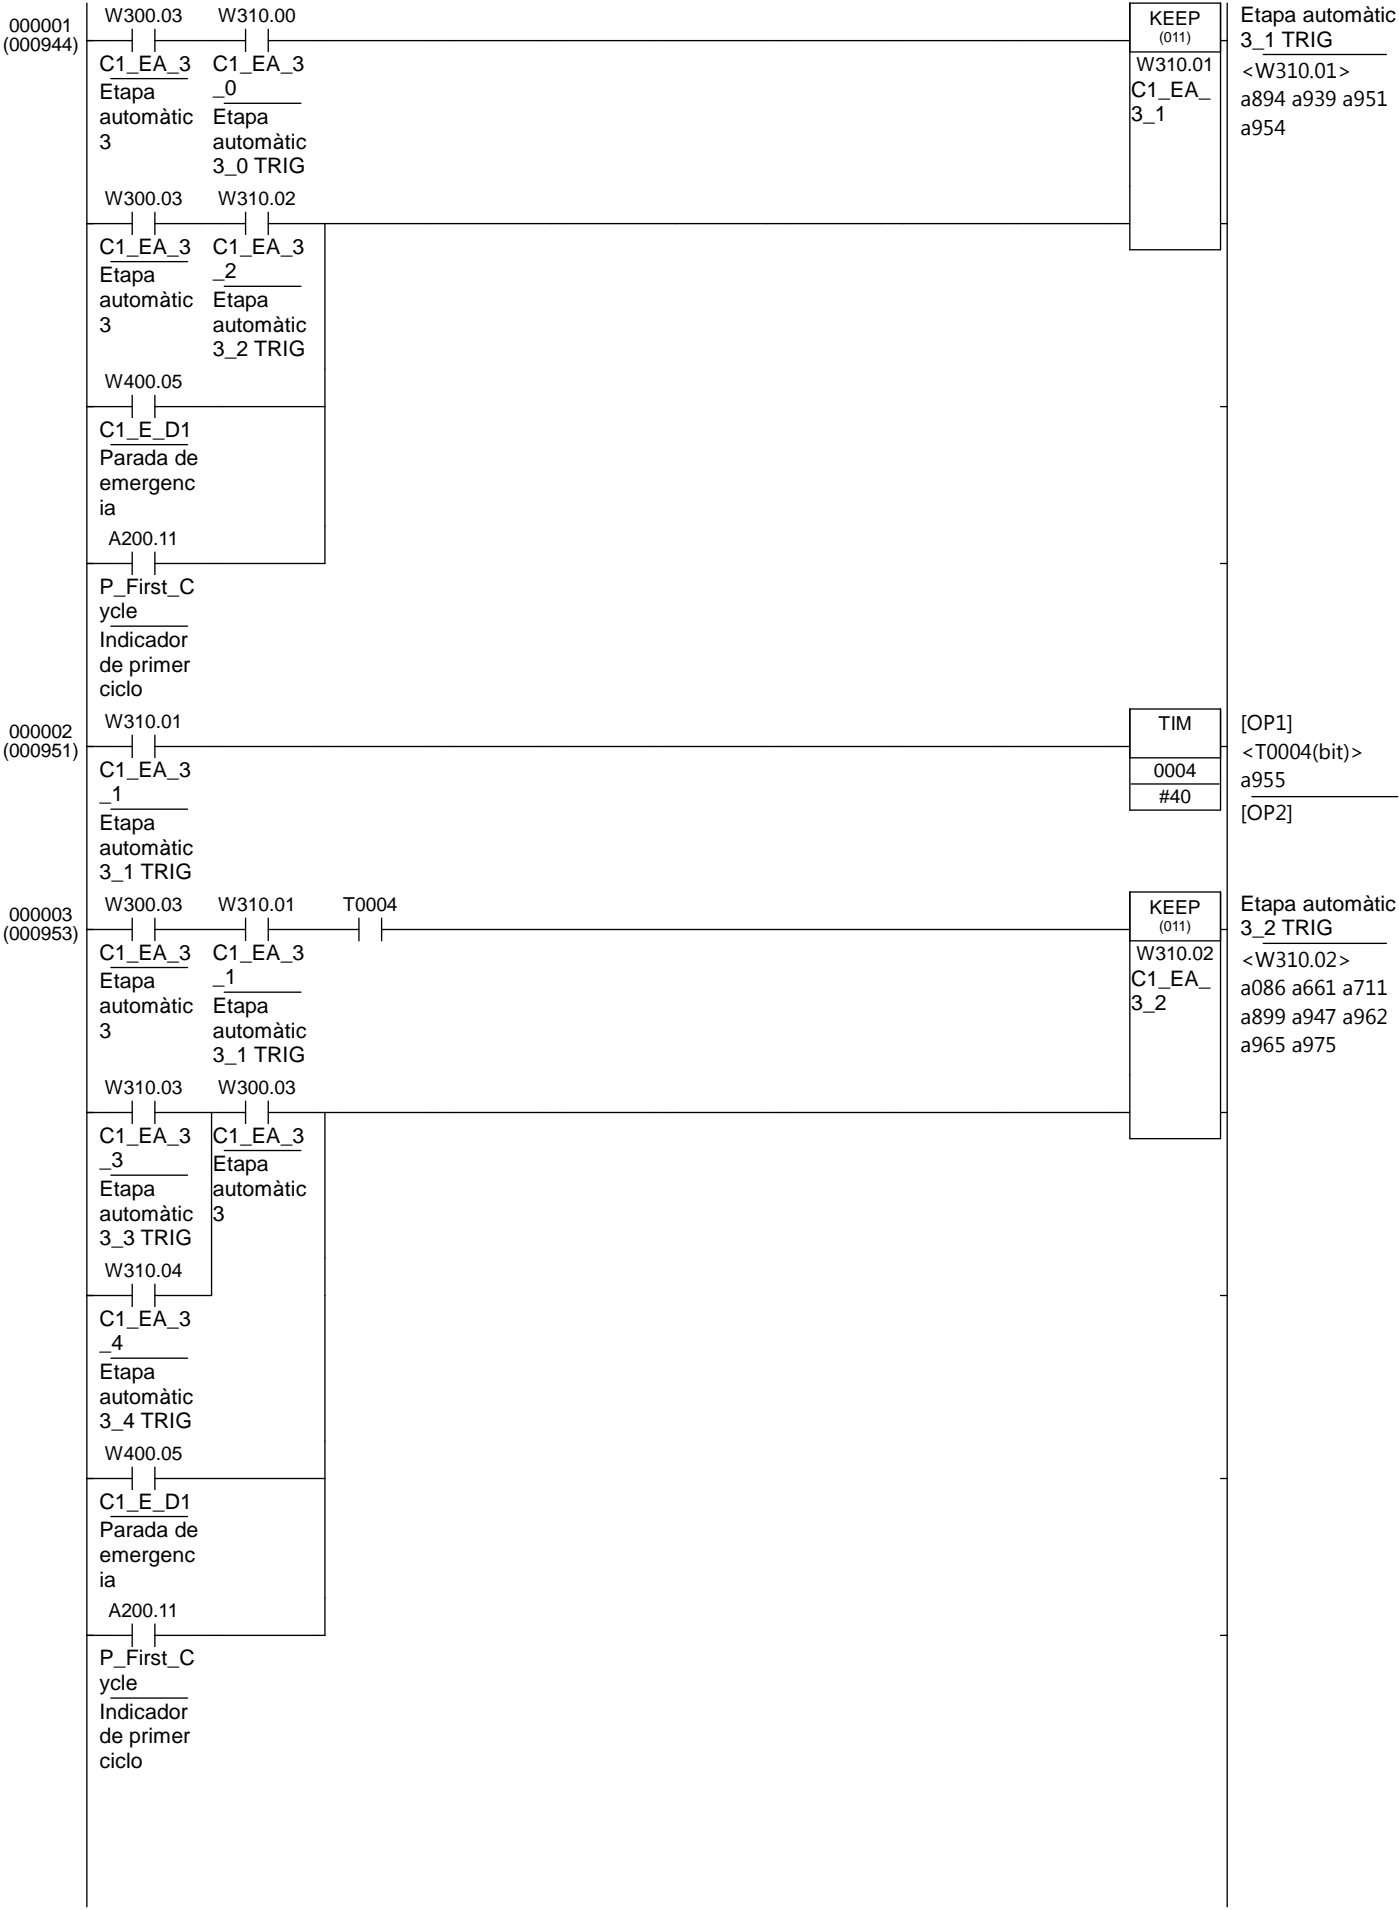 000001
(000944)
W300.03 W310.00
C1_EA_3 C1_EA_3
Etapa _0
automàtic Etapa
3 automàtic
3_0 TRIG
KEEP
(011)
W310.01
C1_EA_
3_1
Etapa automàtic
3_1 TRIG
<W310.01>
a894 a939 a951
a954
W300.03 W310.02
C1_EA_3 C1_EA_3
Etapa _2
automàtic Etapa
3 automàtic
3_2 TRIG
W400.05
C1_E_D1
Parada de
emergenc
ia
A200.11
P_First_C
ycle
Indicador
de primer
ciclo
000002
(000951)
W310.01
C1_EA_3
_1
Etapa
automàtic
3_1 TRIG
TIM
0004
#40
[OP1]
<T0004(bit)>
a955
[OP2]
000003
(000953)
W300.03 W310.01 T0004
C1_EA_3 C1_EA_3
Etapa _1
automàtic Etapa
3 automàtic
3_1 TRIG
KEEP
(011)
W310.02
C1_EA_
3_2
Etapa automàtic
3_2 TRIG
<W310.02>
a086 a661 a711
a899 a947 a962
a965 a975
W310.03 W300.03
C1_EA_3 C1_EA_3
_3 Etapa
Etapa automàtic
automàtic 3
3_3 TRIG
W310.04
C1_EA_3
_4
Etapa
automàtic
3_4 TRIG
W400.05
C1_E_D1
Parada de
emergenc
ia
A200.11
P_First_C
ycle
Indicador
de primer
ciclo